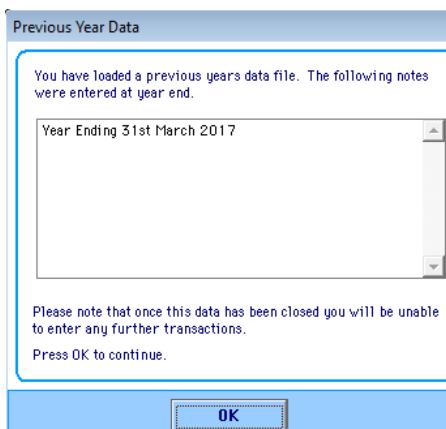 Previous Year Data
You have loaded a previous years data file. The following notes
were entered at year end.
Year Ending 31st March 2017
Please note that once this data has been closed you will be unable
to enter any further transactions.
Press OK to continue.
OK